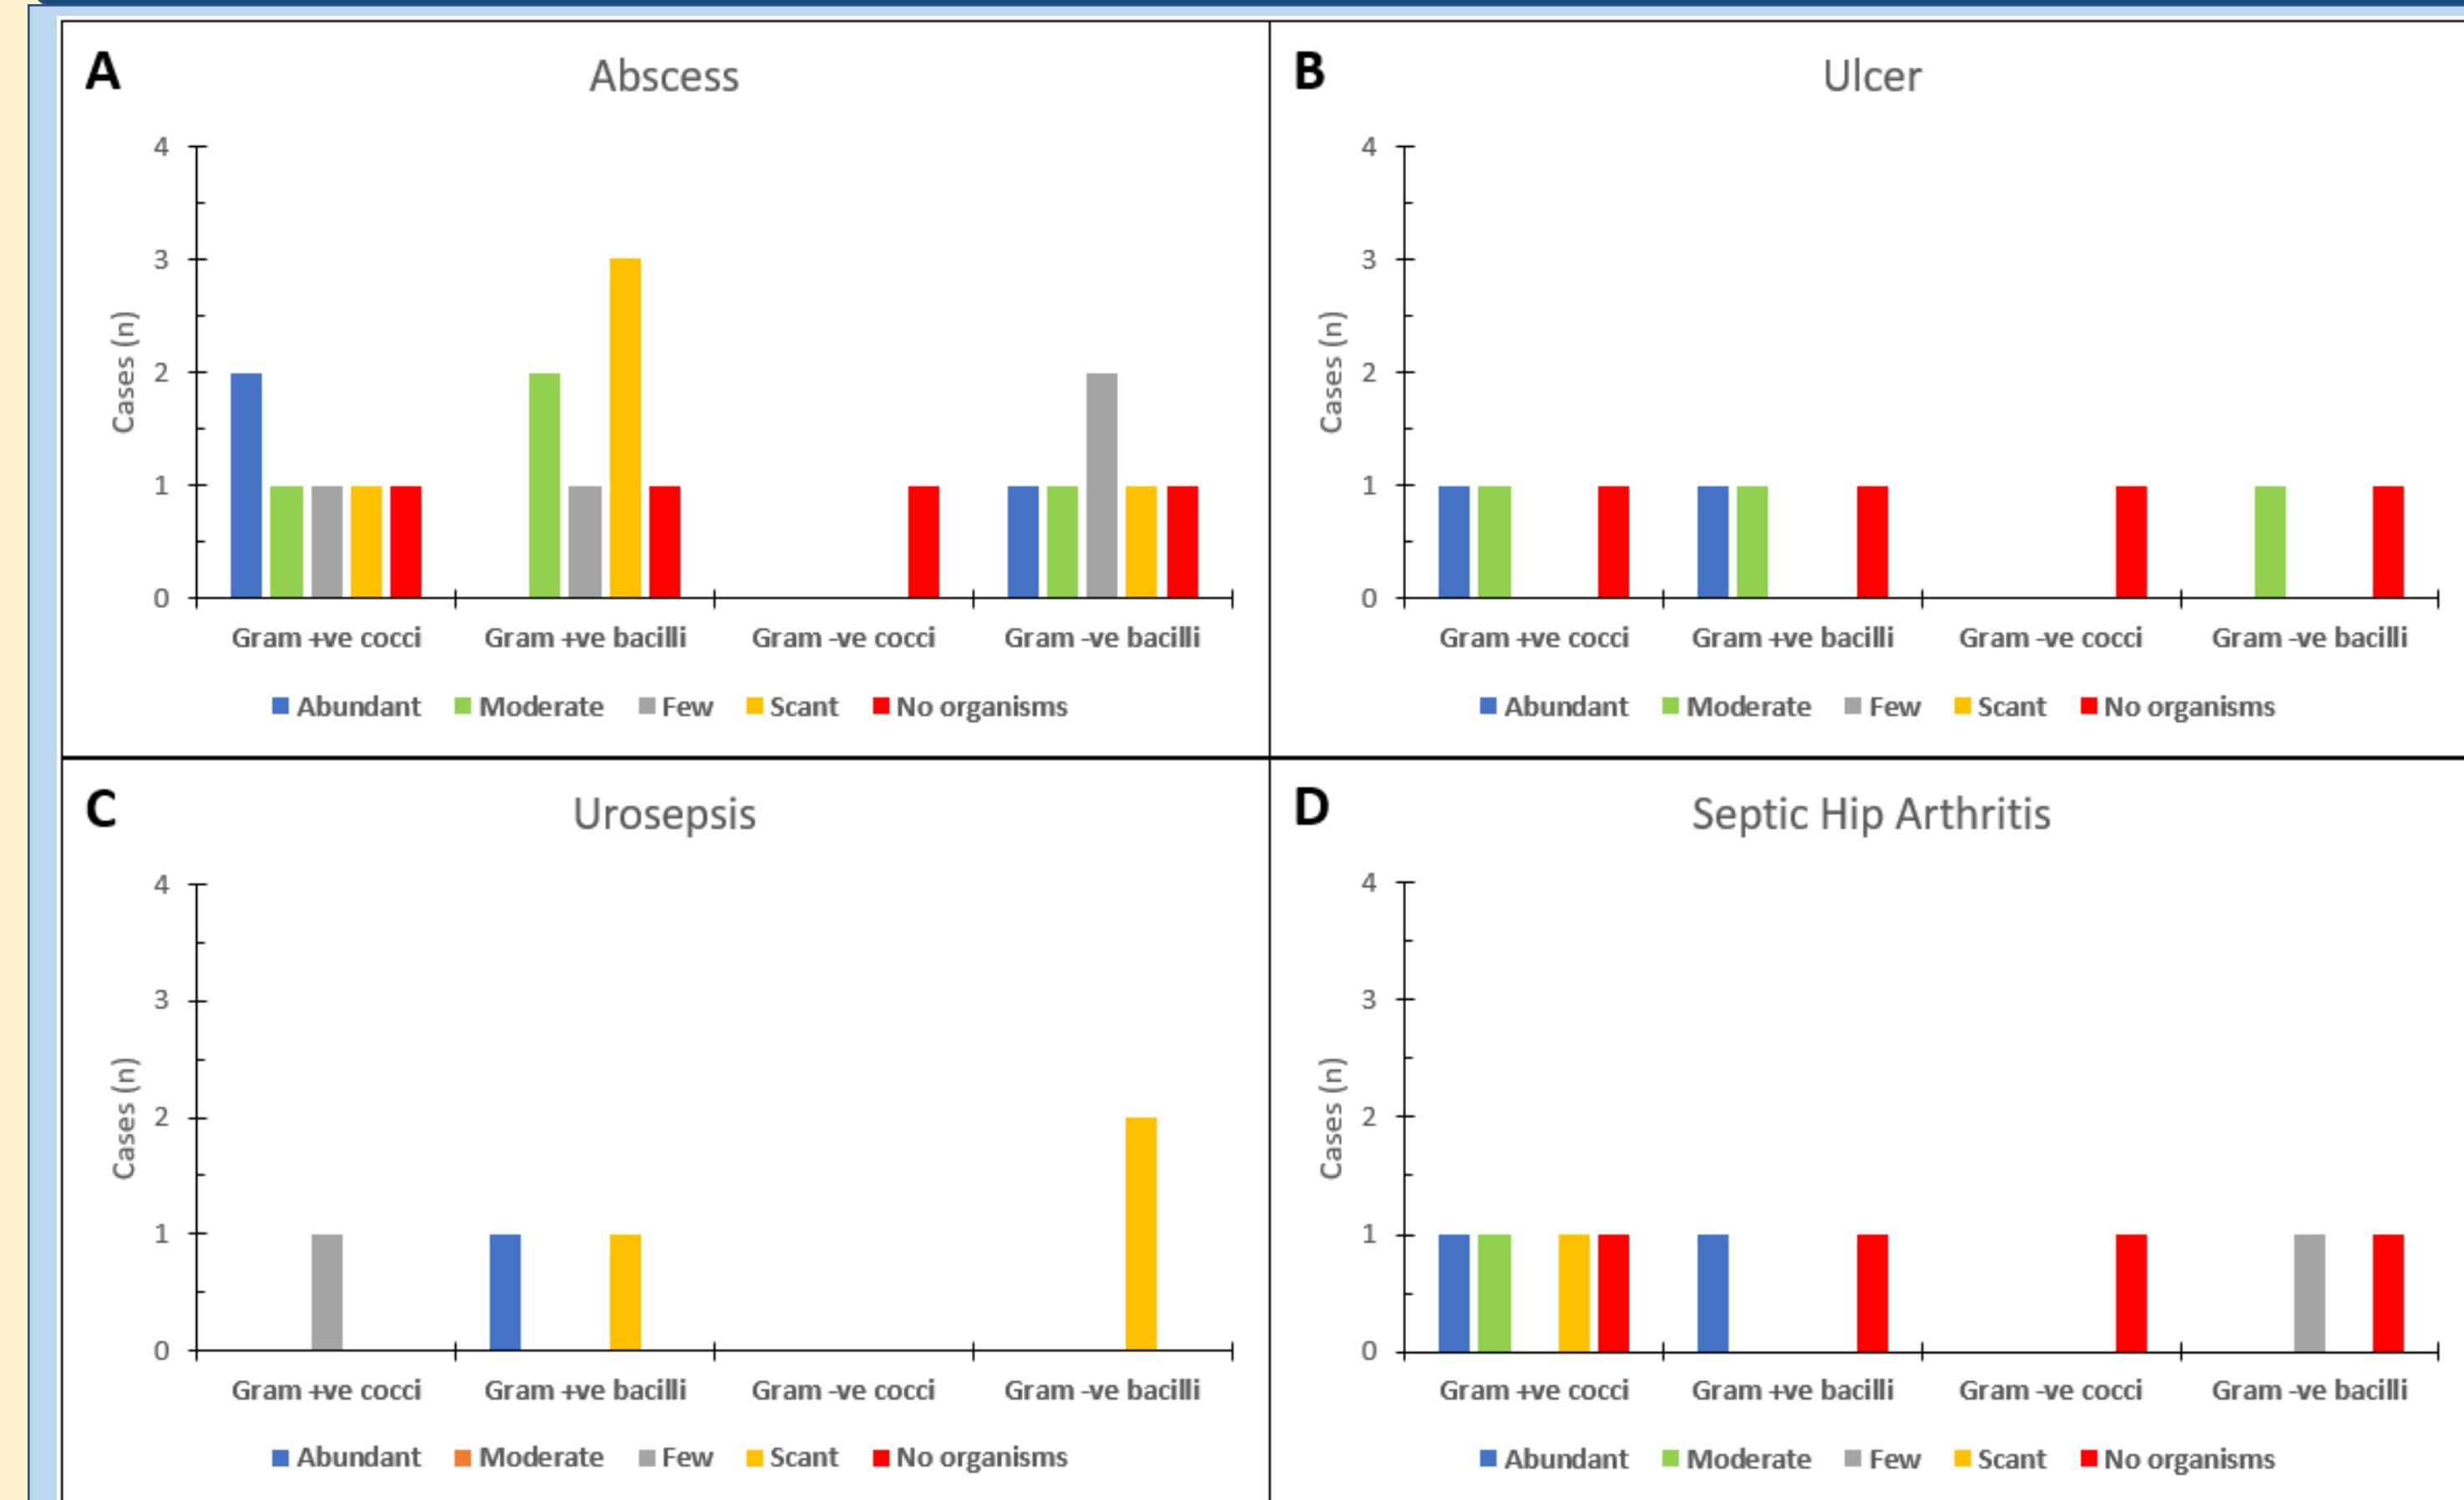 A
Abscess
4
3
2
1
0
Cases (n)
Gram +ve cocci Gram +ve bacilli Gram -ve cocci Gram -ve bacilli
Abundant Moderate Few Scant No organisms
B
Ulcer
4
3
2
1
0
Cases (n)
Gram +ve cocci Gram +ve bacilli Gram -ve cocci Gram -ve bacilli
Abundant Moderate Few Scant No organisms
C
Urosepsis
4
3
2
1
0
Cases (n)
Gram +ve cocci Gram +ve bacilli Gram -ve cocci Gram -ve bacilli
Abundant Moderate Few Scant No organisms
D
Septic Hip Arthritis
4
3
2
1
0
Cases (n)
Gram +ve cocci Gram +ve bacilli Gram -ve cocci Gram -ve bacilli
Abundant Moderate Few Scant No organisms